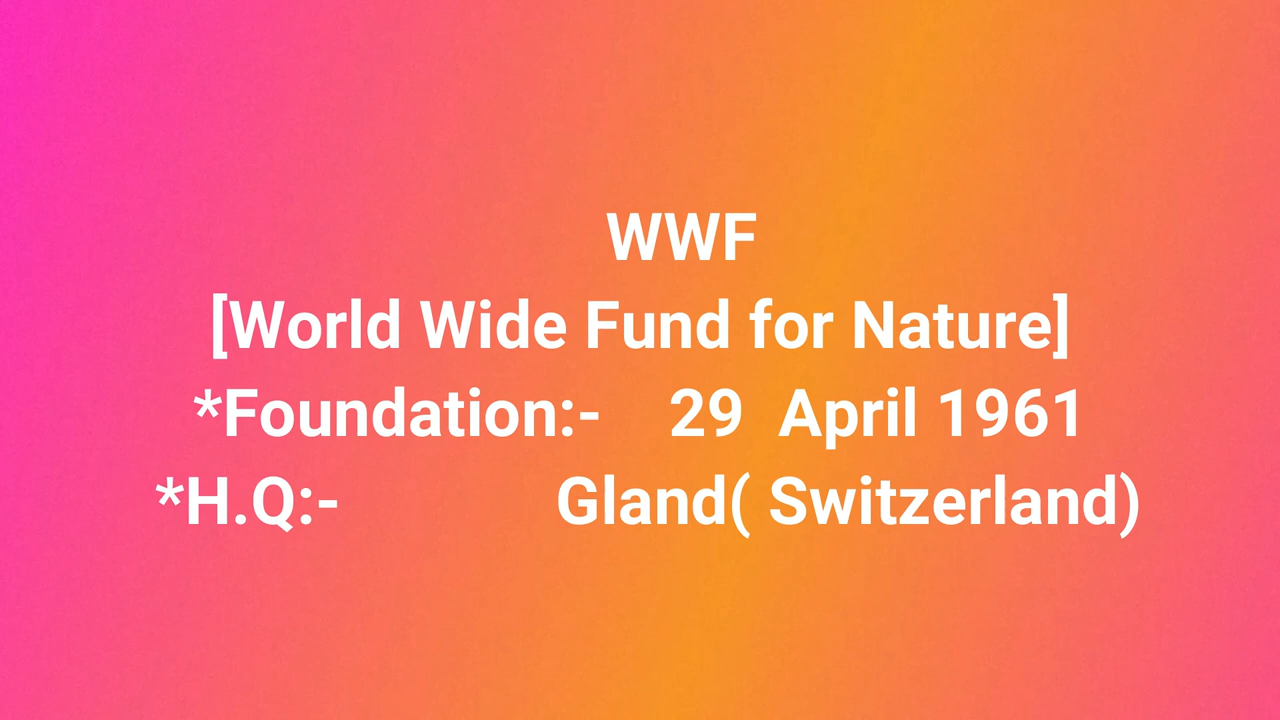 WWF
[World Wide Fund for Nature]
*Foundation:- 29 April 1961
*H.Q:- Gland( Switzerland)